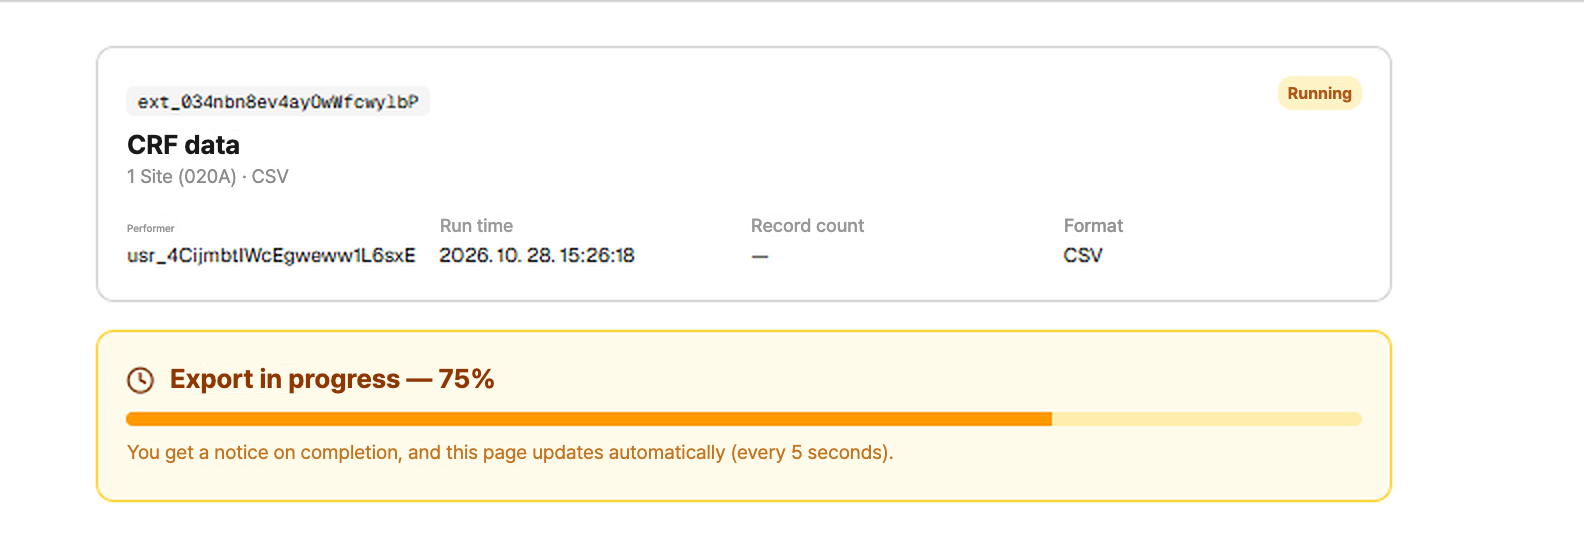 ext_034nbn8ev4ayOwWfcwylbP
Running
CRF data
1 Site (020A) · CSV
Performer Run time Record count Format
usr_4CijmbtlWcEgweww1L6sxE 2026. 10. 28. 15:26:18 — CSV
Export in progress — 75%
You get a notice on completion, and this page updates automatically (every 5 seconds).